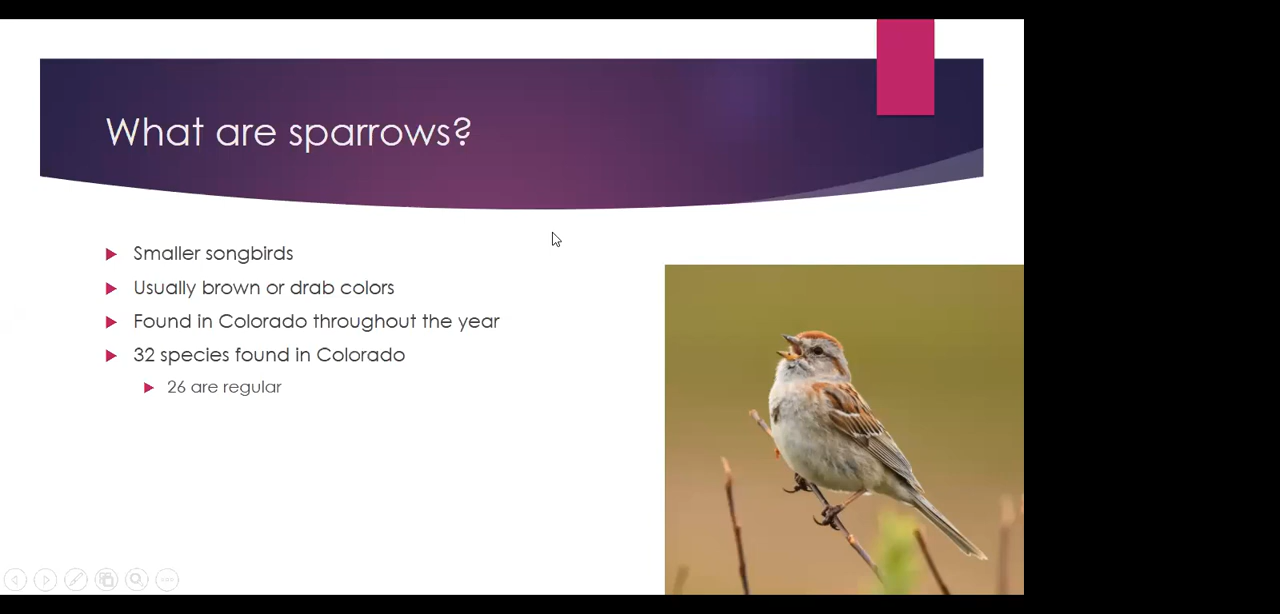 What are sparrows?
Smaller songbirds
Usually brown or drab colors
Found in Colorado throughout the year
32 species found in Colorado
26 are regular